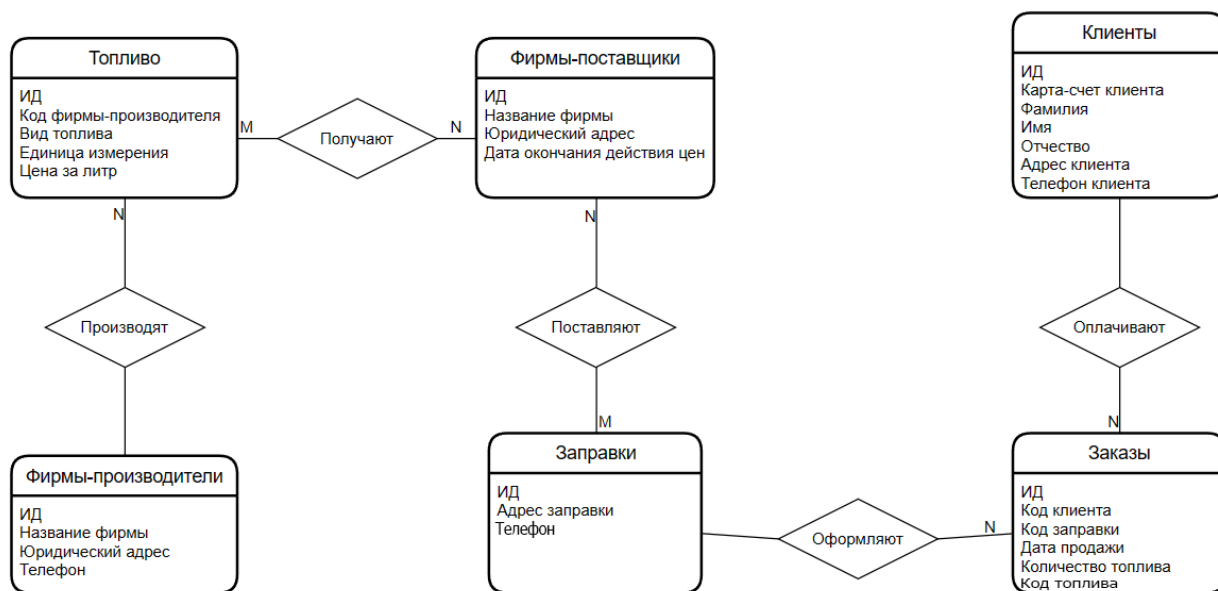 Топливо
ИД
Код фирмы-производителя
Вид топлива
Единица измерения
Цена за литр
M
Получают
N
Фирмы-поставщики
ИД
Название фирмы
Юридический адрес
Дата окончания действия цен
Клиенты
ИД
Карта-счет клиента
Фамилия
Имя
Отчество
Адрес клиента
Телефон клиента
N
Производят
N
Поставляют
M
Оплачивают
N
Фирмы-производители
ИД
Название фирмы
Юридический адрес
Телефон
Заправки
ИД
Адрес заправки
Телефон
Оформляют
N
Заказы
ИД
Код клиента
Код заправки
Дата продажи
Количество топлива
Код топлива